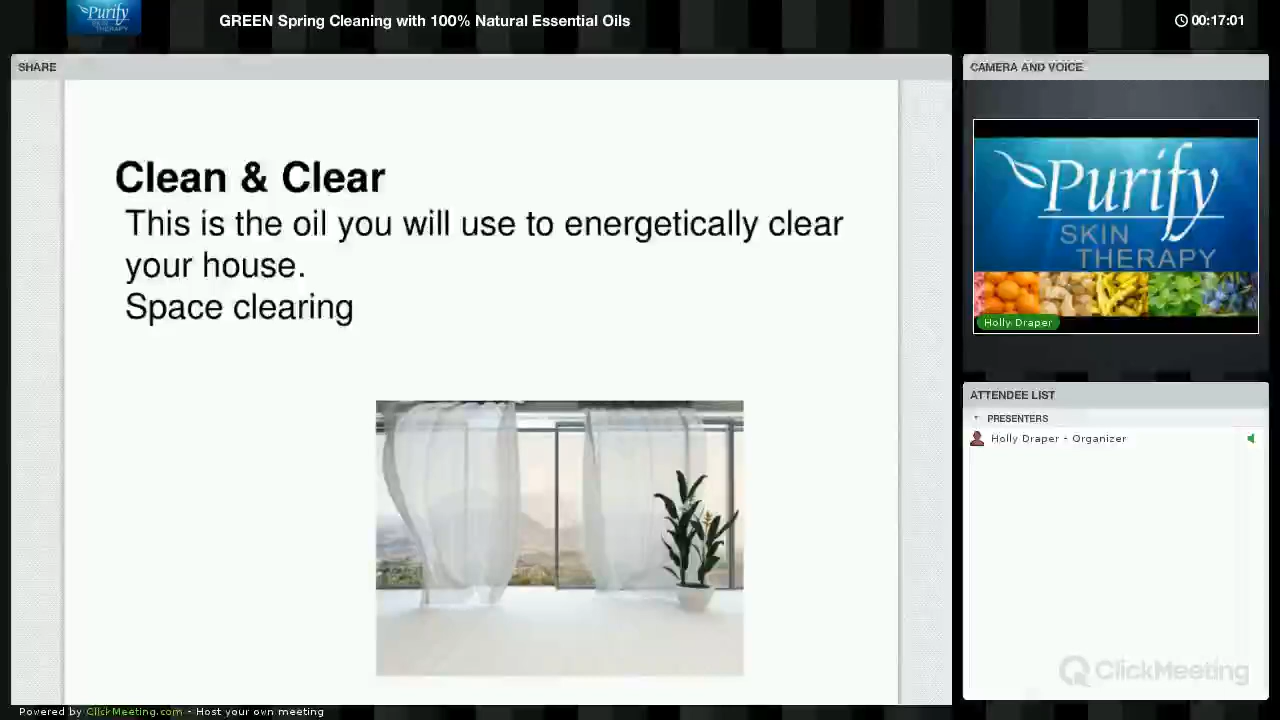 Purify
SKIN
THERAPY
GREEN Spring Cleaning with 100% Natural Essential Oils
00:17:01
SHARE
Clean & Clear
This is the oil you will use to energetically clear
your house.
Space clearing
CAMERA AND VOICE
Purify
SKIN
THERAPY
Holly Draper
ATTENDEE LIST
PRESENTERS
Holly Draper - Organizer
ClickMeeting
Powered by ClickMeeting.com - Host your own meeting